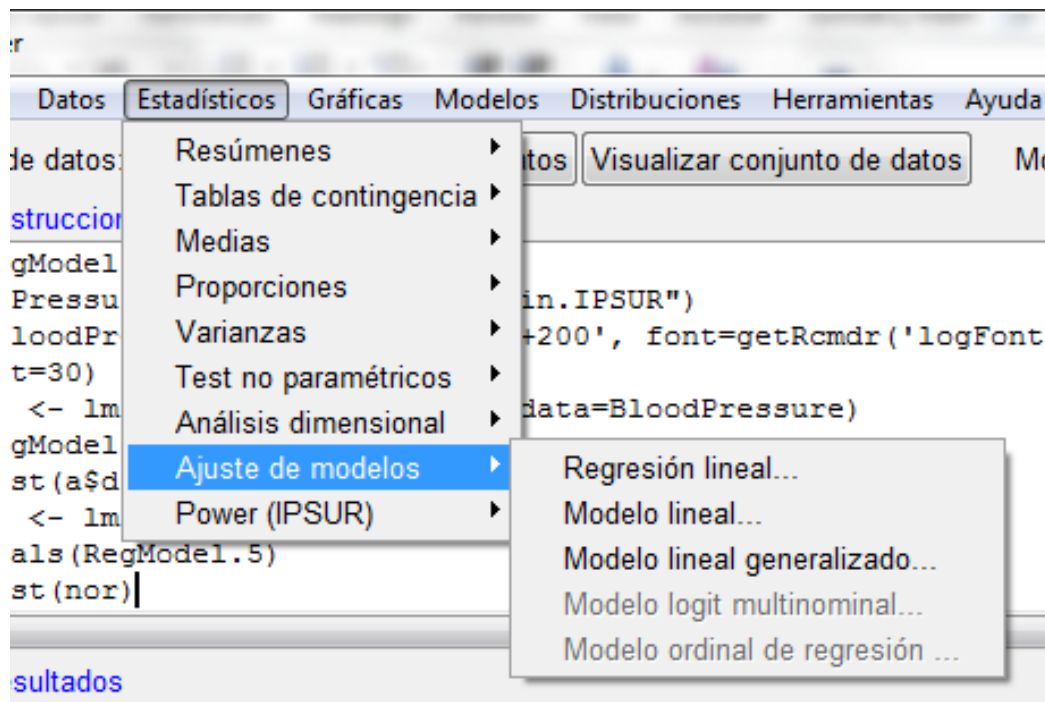 er
Datos Estadísticos Gráficas Modelos Distribuciones Herramientas Ayuda
de datos: tos Visualizar conjunto de datos Mo
struccion
gModel
Pressu in.IPSUR")
loodPr +200', font=getRcmdr('logFont
t=30)
<- lm data=BloodPressure)
gModel
st(a$d
<- lm
als(RegModel.5)
st(nor)
Resúmenes
Tablas de contingencia
Medias
Proporciones
Varianzas
Test no paramétricos
Análisis dimensional
Ajuste de modelos
Power (IPSUR)
Regresión lineal...
Modelo lineal...
Modelo lineal generalizado...
Modelo logit multinominal...
Modelo ordinal de regresión ...
sultados